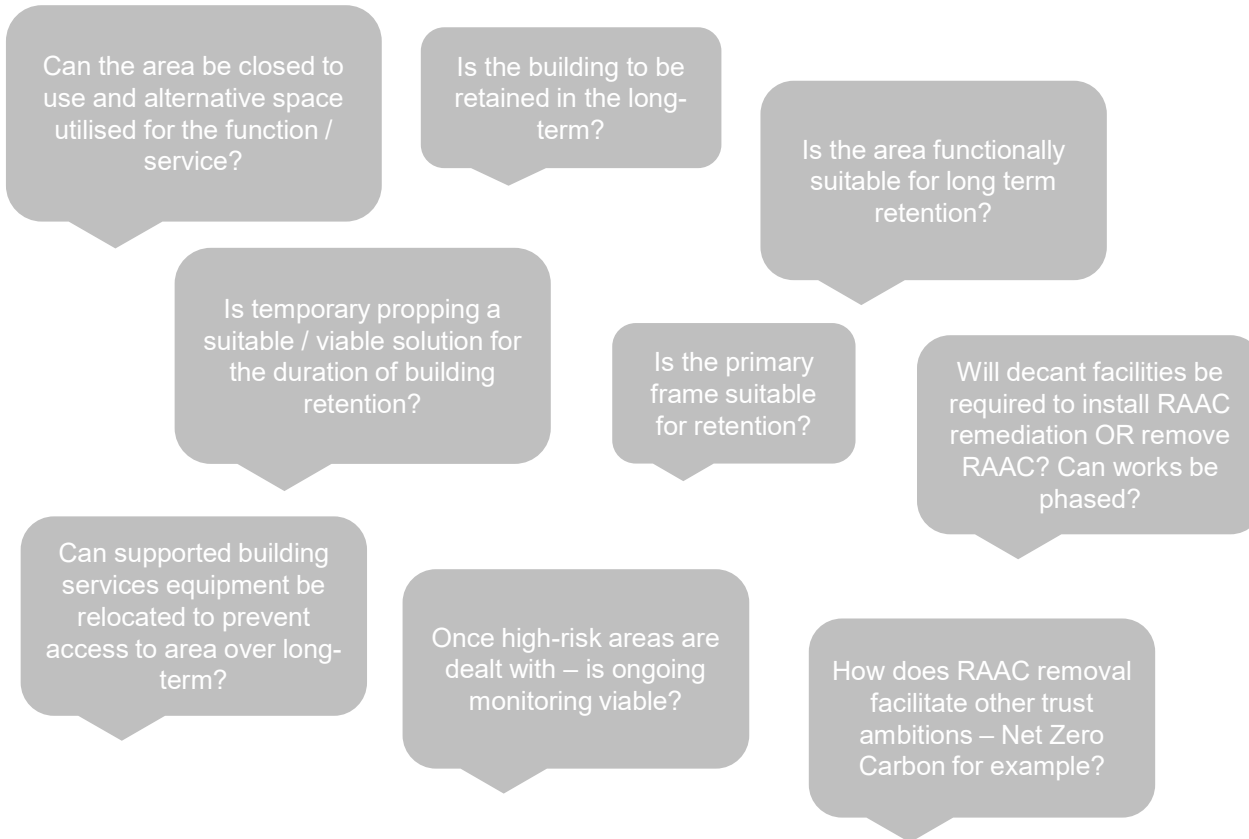 Can the area be closed to
use and alternative space
utilised for the function /
service?
Is the building to be
retained in the long-
term?
Is the area functionally
suitable for long term
retention?
Is temporary propping a
suitable / viable solution for
the duration of building
retention?
Is the primary
frame suitable
for retention?
Will decant facilities be
required to install RAAC
remediation OR remove
RAAC? Can works be
phased?
Can supported building
services equipment be
relocated to prevent
access to area over long-
term?
Once high-risk areas are
dealt with – is ongoing
monitoring viable?
How does RAAC removal
facilitate other trust
ambitions – Net Zero
Carbon for example?